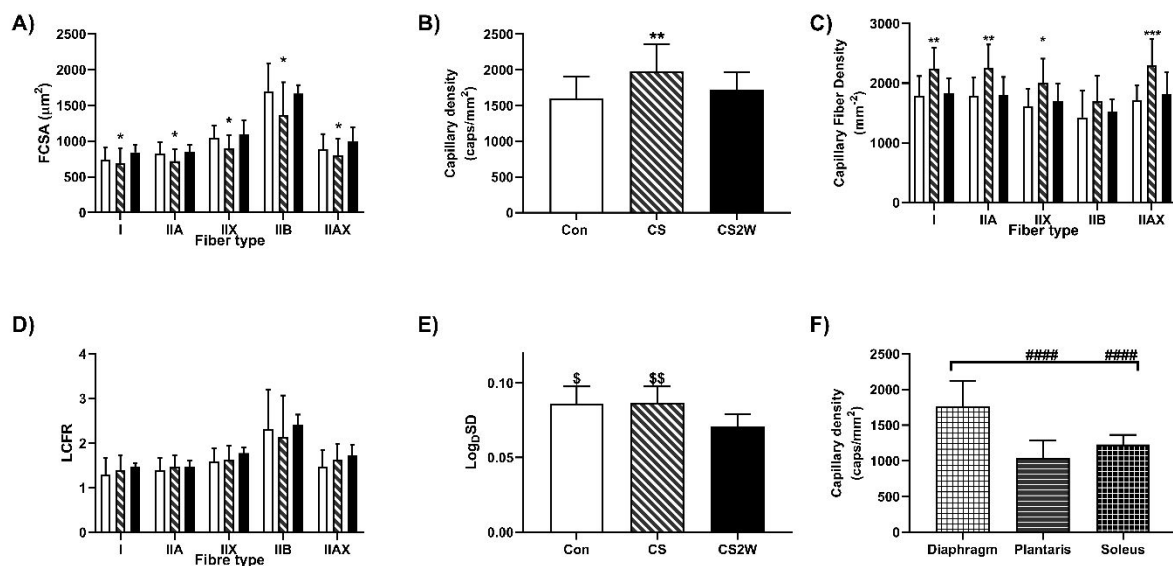 A)
FCSA (μm²)
2500
2000
1500
1000
500
0
*
*
*
*
*
I IIA IIX IIB IIAX
Fiber type
B)
Capillary density
(caps/mm²)
2500
2000
1500
1000
500
0
**
Con CS CS2W
C)
Capillary Fiber Density
(mm⁻²)
3000
2000
1000
0
** ** * ***
I IIA IIX IIB IIAX
Fiber type
D)
LCFR
4
3
2
1
0
I IIA IIX IIB IIAX
Fibre type
E)
Log_DSD
0.10
0.05
0.00
$ $$
Con CS CS2W
F)
Capillary density
(caps/mm²)
2500
2000
1500
1000
500
0
#### ####
Diaphragm Plantaris Soleus